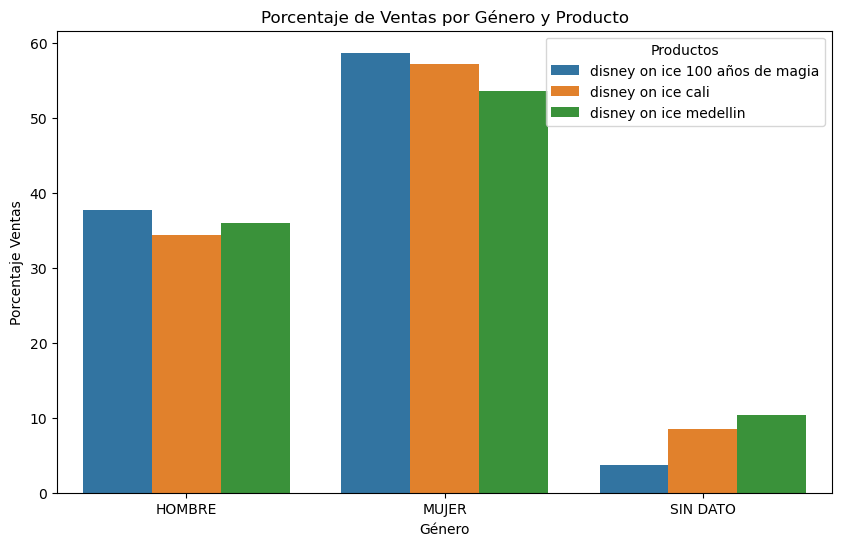 Porcentaje de Ventas por Género y Producto
Productos
disney on ice 100 años de magia
disney on ice cali
disney on ice medellin
Porcentaje Ventas
60
50
40
30
20
10
0
HOMBRE
MUJER
SIN DATO
Género